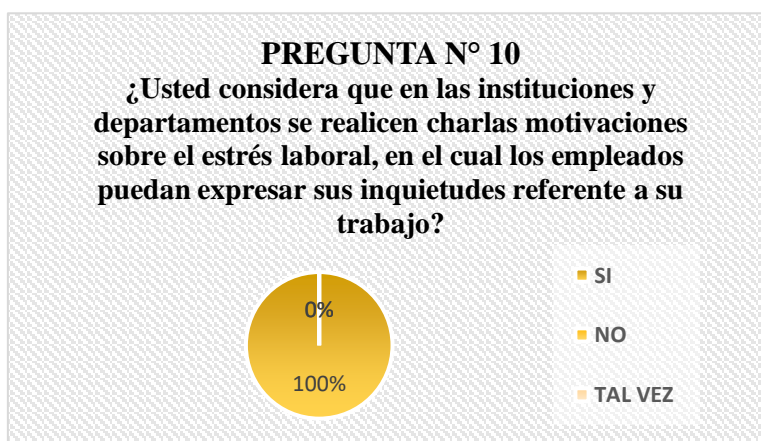 PREGUNTA N° 10
¿Usted considera que en las instituciones y
departamentos se realicen charlas motivaciones
sobre el estrés laboral, en el cual los empleados
puedan expresar sus inquietudes referente a su
trabajo?
0%
100%
SI
NO
TAL VEZ